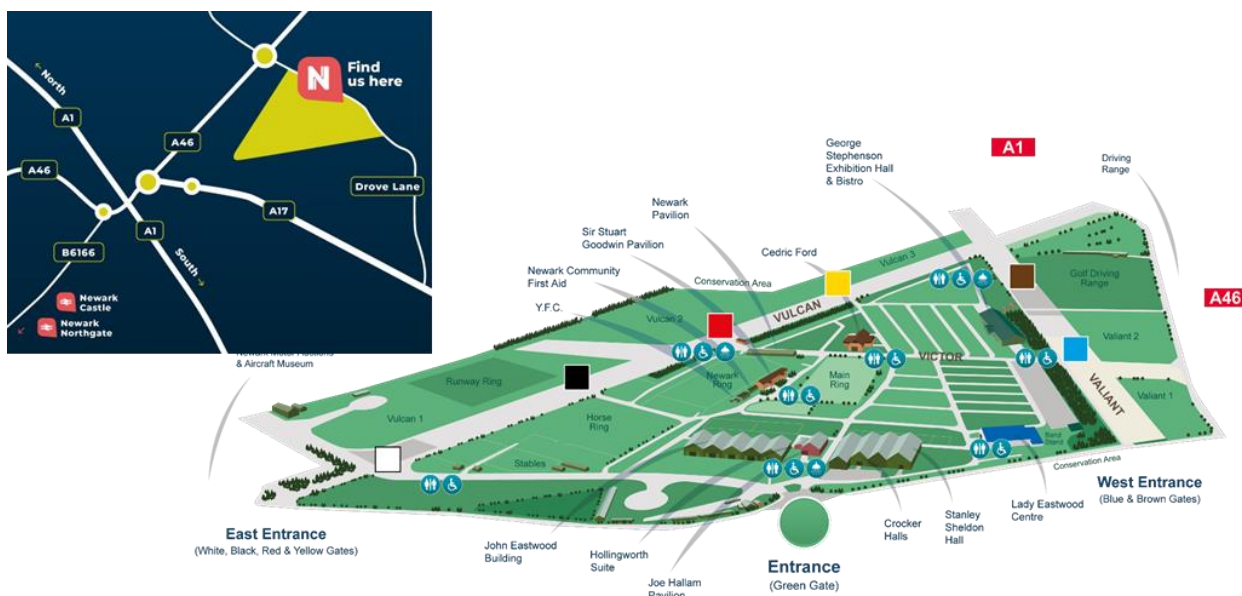 North
A1
A46
A46
B6166
A1
South
A17
Drove Lane
N
Find
us here
Newark
Castle
Newark
Northgate
A1
A46
Driving
Range
George
Stephenson
Exhibition Hall
& Bistro
Newark
Pavilion
Sir Stuart
Goodwin Pavilion
Cedric Ford
Newark Community
First Aid
Y.F.C.
Conservation Area
Vulcan 3
Vulcan 2
VULCAN
Golf Driving
Range
Newark Motor Auctions
& Aircraft Museum
Runway Ring
Vulcan 1
Newark
Ring
Main
Ring
VICTOR
Valiant 2
VALIANT
Valiant 1
Horse
Ring
Stables
Band
Stand
Conservation Area
East Entrance
(White, Black, Red & Yellow Gates)
John Eastwood
Building
Hollingworth
Suite
Joe Hallam
Pavilion
Entrance
(Green Gate)
Crocker
Halls
Stanley
Sheldon
Hall
Lady Eastwood
Centre
West Entrance
(Blue & Brown Gates)